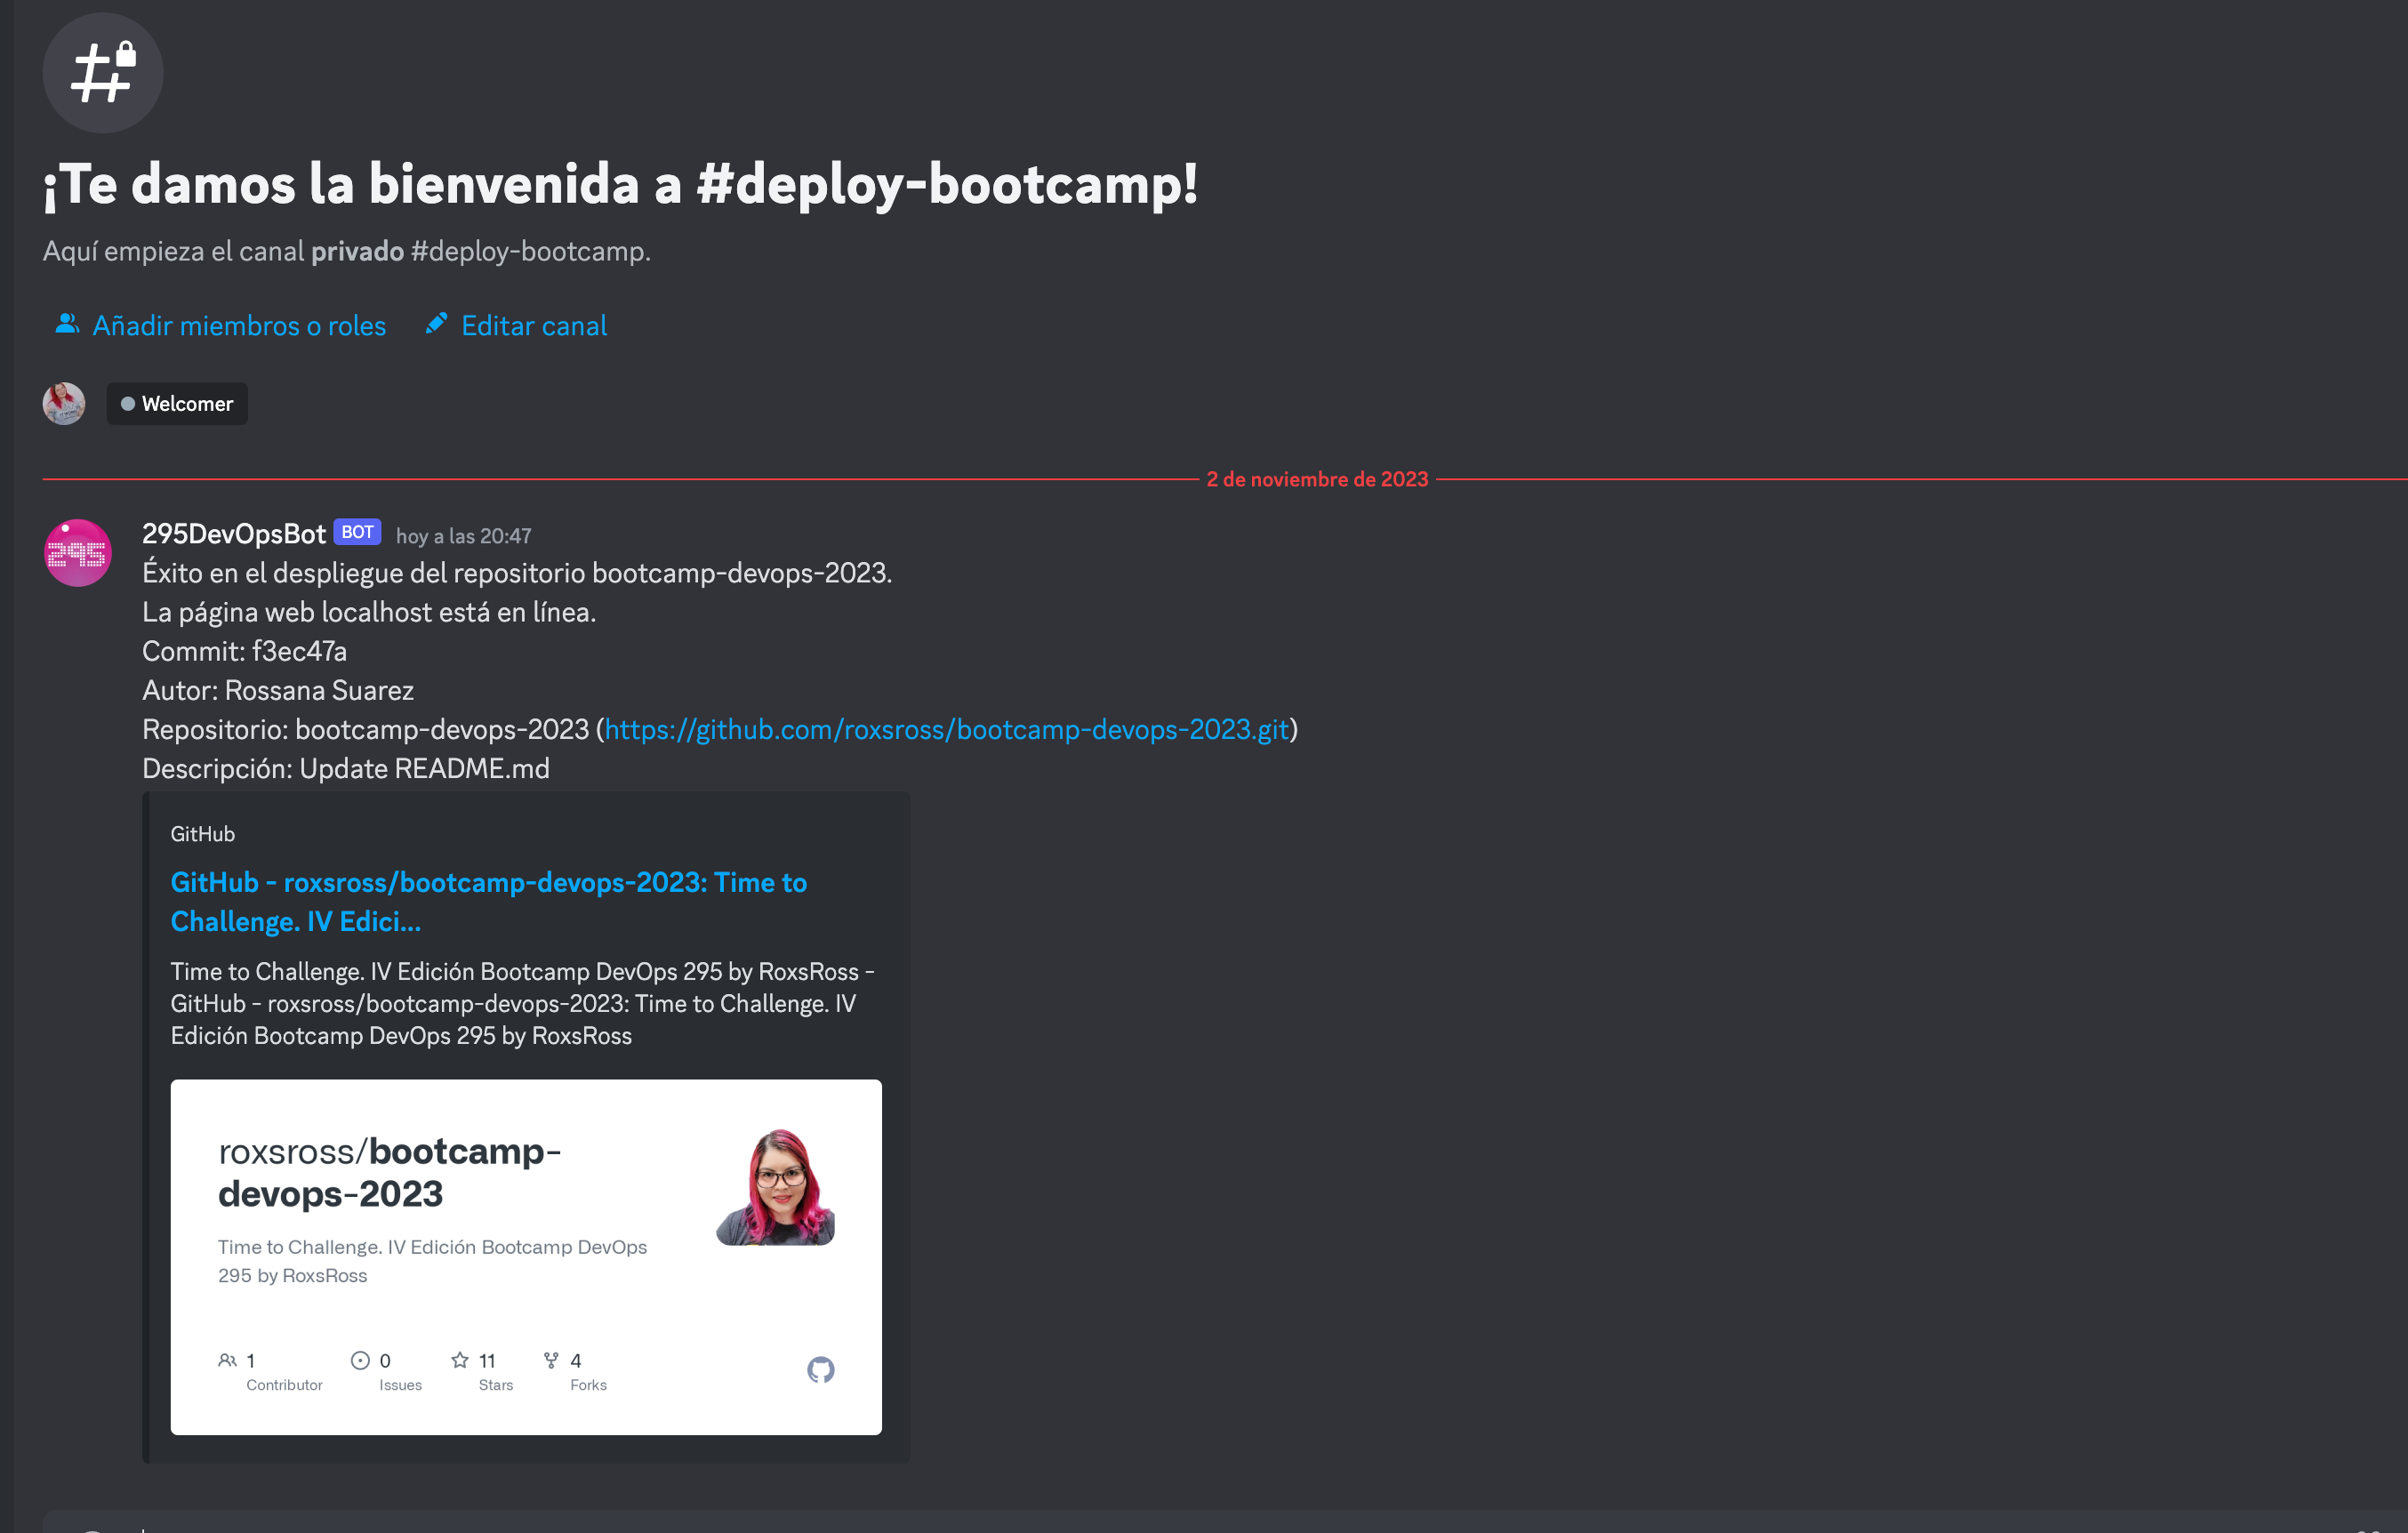 ¡Te damos la bienvenida a #deploy-bootcamp!
Aquí empieza el canal privado #deploy-bootcamp.
Añadir miembros o roles Editar canal
Welcomer
2 de noviembre de 2023
295DevOpsBot BOT hoy a las 20:47
295
Éxito en el despliegue del repositorio bootcamp-devops-2023.
La página web localhost está en línea.
Commit: f3ec47a
Autor: Rossana Suarez
Repositorio: bootcamp-devops-2023 (https://github.com/roxsross/bootcamp-devops-2023.git)
Descripción: Update README.md
GitHub
GitHub - roxsross/bootcamp-devops-2023: Time to
Challenge. IV Edici...
Time to Challenge. IV Edición Bootcamp DevOps 295 by RoxsRoss -
GitHub - roxsross/bootcamp-devops-2023: Time to Challenge. IV
Edición Bootcamp DevOps 295 by RoxsRoss
roxsross/bootcamp-
devops-2023
Time to Challenge. IV Edición Bootcamp DevOps
295 by RoxsRoss
1 0 11 4
Contributor Issues Stars Forks